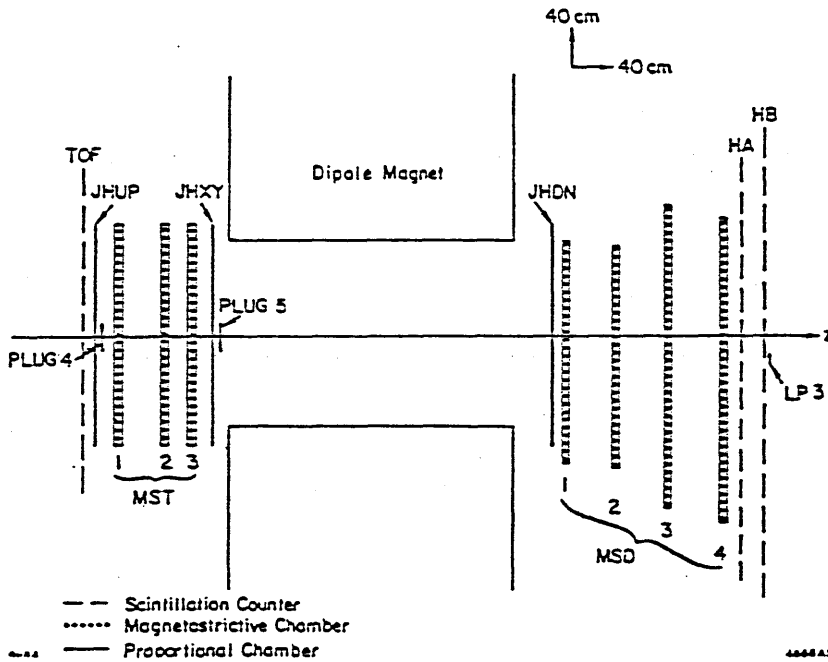 40 cm
40 cm
HB
HA
TOF
JHUP
JHXY
Dipole Magnet
JHDN
PLUG 5
Z
PLUG 4
LP 3
1 2 3
MST
1
2
3
4
MSD
Scintillation Counter
Magnetostrictive Chamber
Proportional Chamber